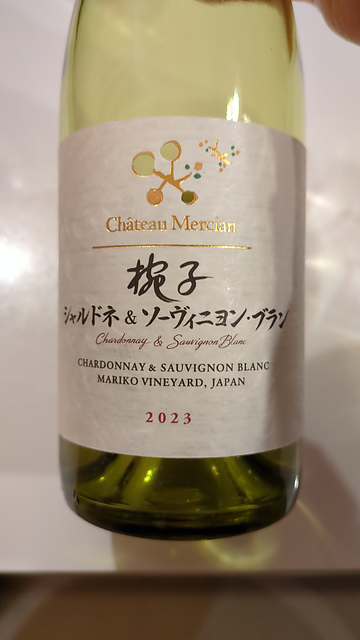 Château Mercian
椀子
シャルドネ & ソーヴィニヨン・ブラン
Chardonnay & Sauvignon Blanc
CHARDONNAY & SAUVIGNON BLANC
MARIKO VINEYARD, JAPAN
2023